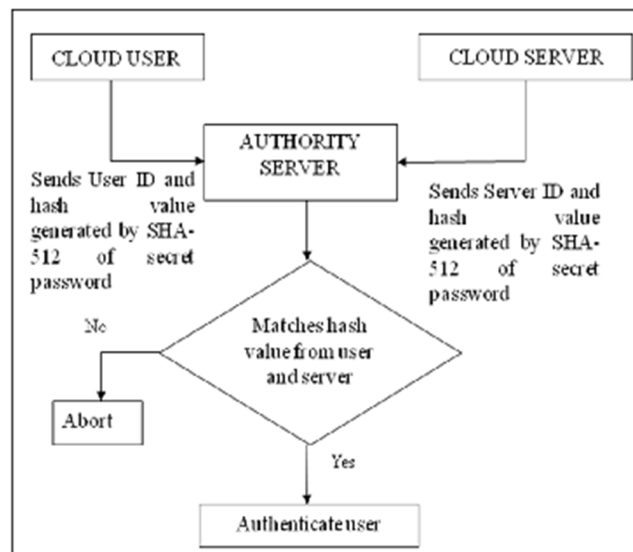 CLOUD USER
CLOUD SERVER
AUTHORITY
SERVER
Sends User ID and
hash value
generated by SHA-
512 of secret
password
Sends Server ID and
hash value
generated by SHA-
512 of secret
password
No
Matches hash
value from user
and server
Abort
Yes
Authenticate user